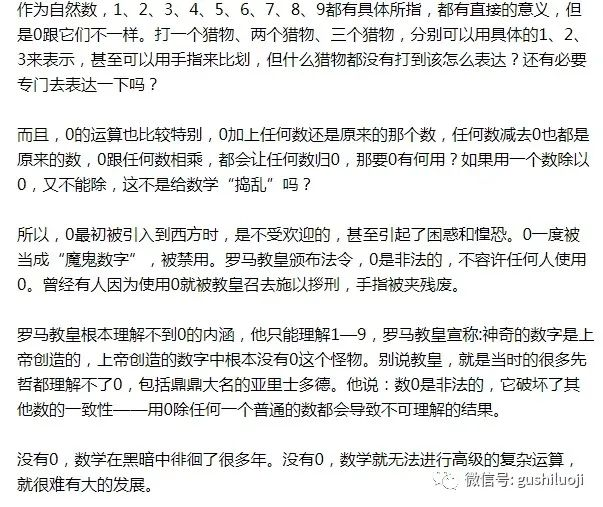 作为自然数，1、2、3、4、5、6、7、8、9都有具体所指，都有直接的意义，但
是0跟它们不一样。打一个猎物、两个猎物、三个猎物，分别可以用具体的1、2、
3来表示，甚至可以用手指来比划，但什么猎物都没有打到该怎么表达？还有必要
专门去表达一下吗？
而且，0的运算也比较特别，0加上任何数还是原来的那个数，任何数减去0也都是
原来的数，0跟任何数相乘，都会让任何数归0，那要0有何用？如果用一个数除以
0，又不能除，这不是给数学“捣乱”吗？
所以，0最初被引入到西方时，是不受欢迎的，甚至引起了困惑和惶恐。0一度被
当成“魔鬼数字”，被禁用。罗马教皇颁布法令，0是非法的，不容许任何人使用
0。曾经有人因为使用0就被教皇召去施以拶刑，手指被夹残废。
罗马教皇根本理解不到0的内涵，他只能理解1—9，罗马教皇宣称:神奇的数字是上
帝创造的，上帝创造的数字中根本没有0这个怪物。别说教皇，就是当时的很多先
哲都理解不了0，包括鼎鼎大名的亚里士多德。他说：数0是非法的，它破坏了其
他数的一致性——用0除任何一个普通的数都会导致不可理解的结果。
没有0，数学在黑暗中徘徊了很多年。没有0，数学就无法进行高级的复杂运算，
就很难有大的发展。
微信号: gushiluoji